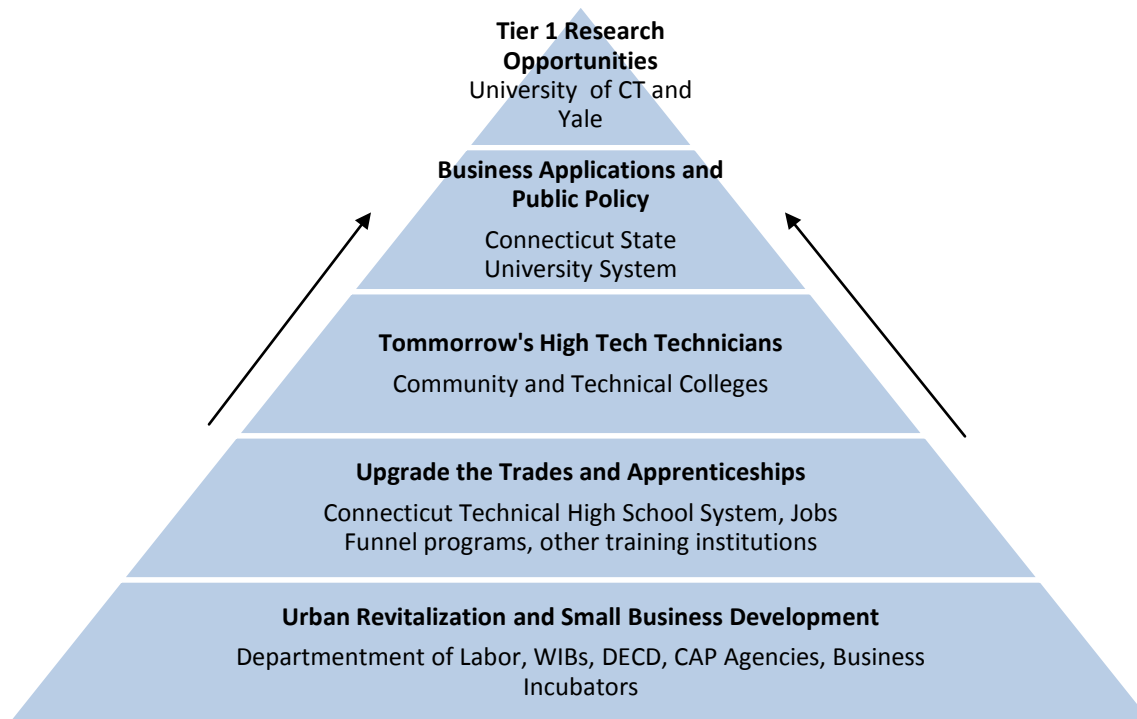 Tier 1 Research
Opportunities
University of CT and
Yale
Business Applications and
Public Policy
Connecticut State
University System
Tommorrow's High Tech Technicians
Community and Technical Colleges
Upgrade the Trades and Apprenticeships
Connecticut Technical High School System, Jobs
Funnel programs, other training institutions
Urban Revitalization and Small Business Development
Departmentment of Labor, WIBs, DECD, CAP Agencies, Business
Incubators